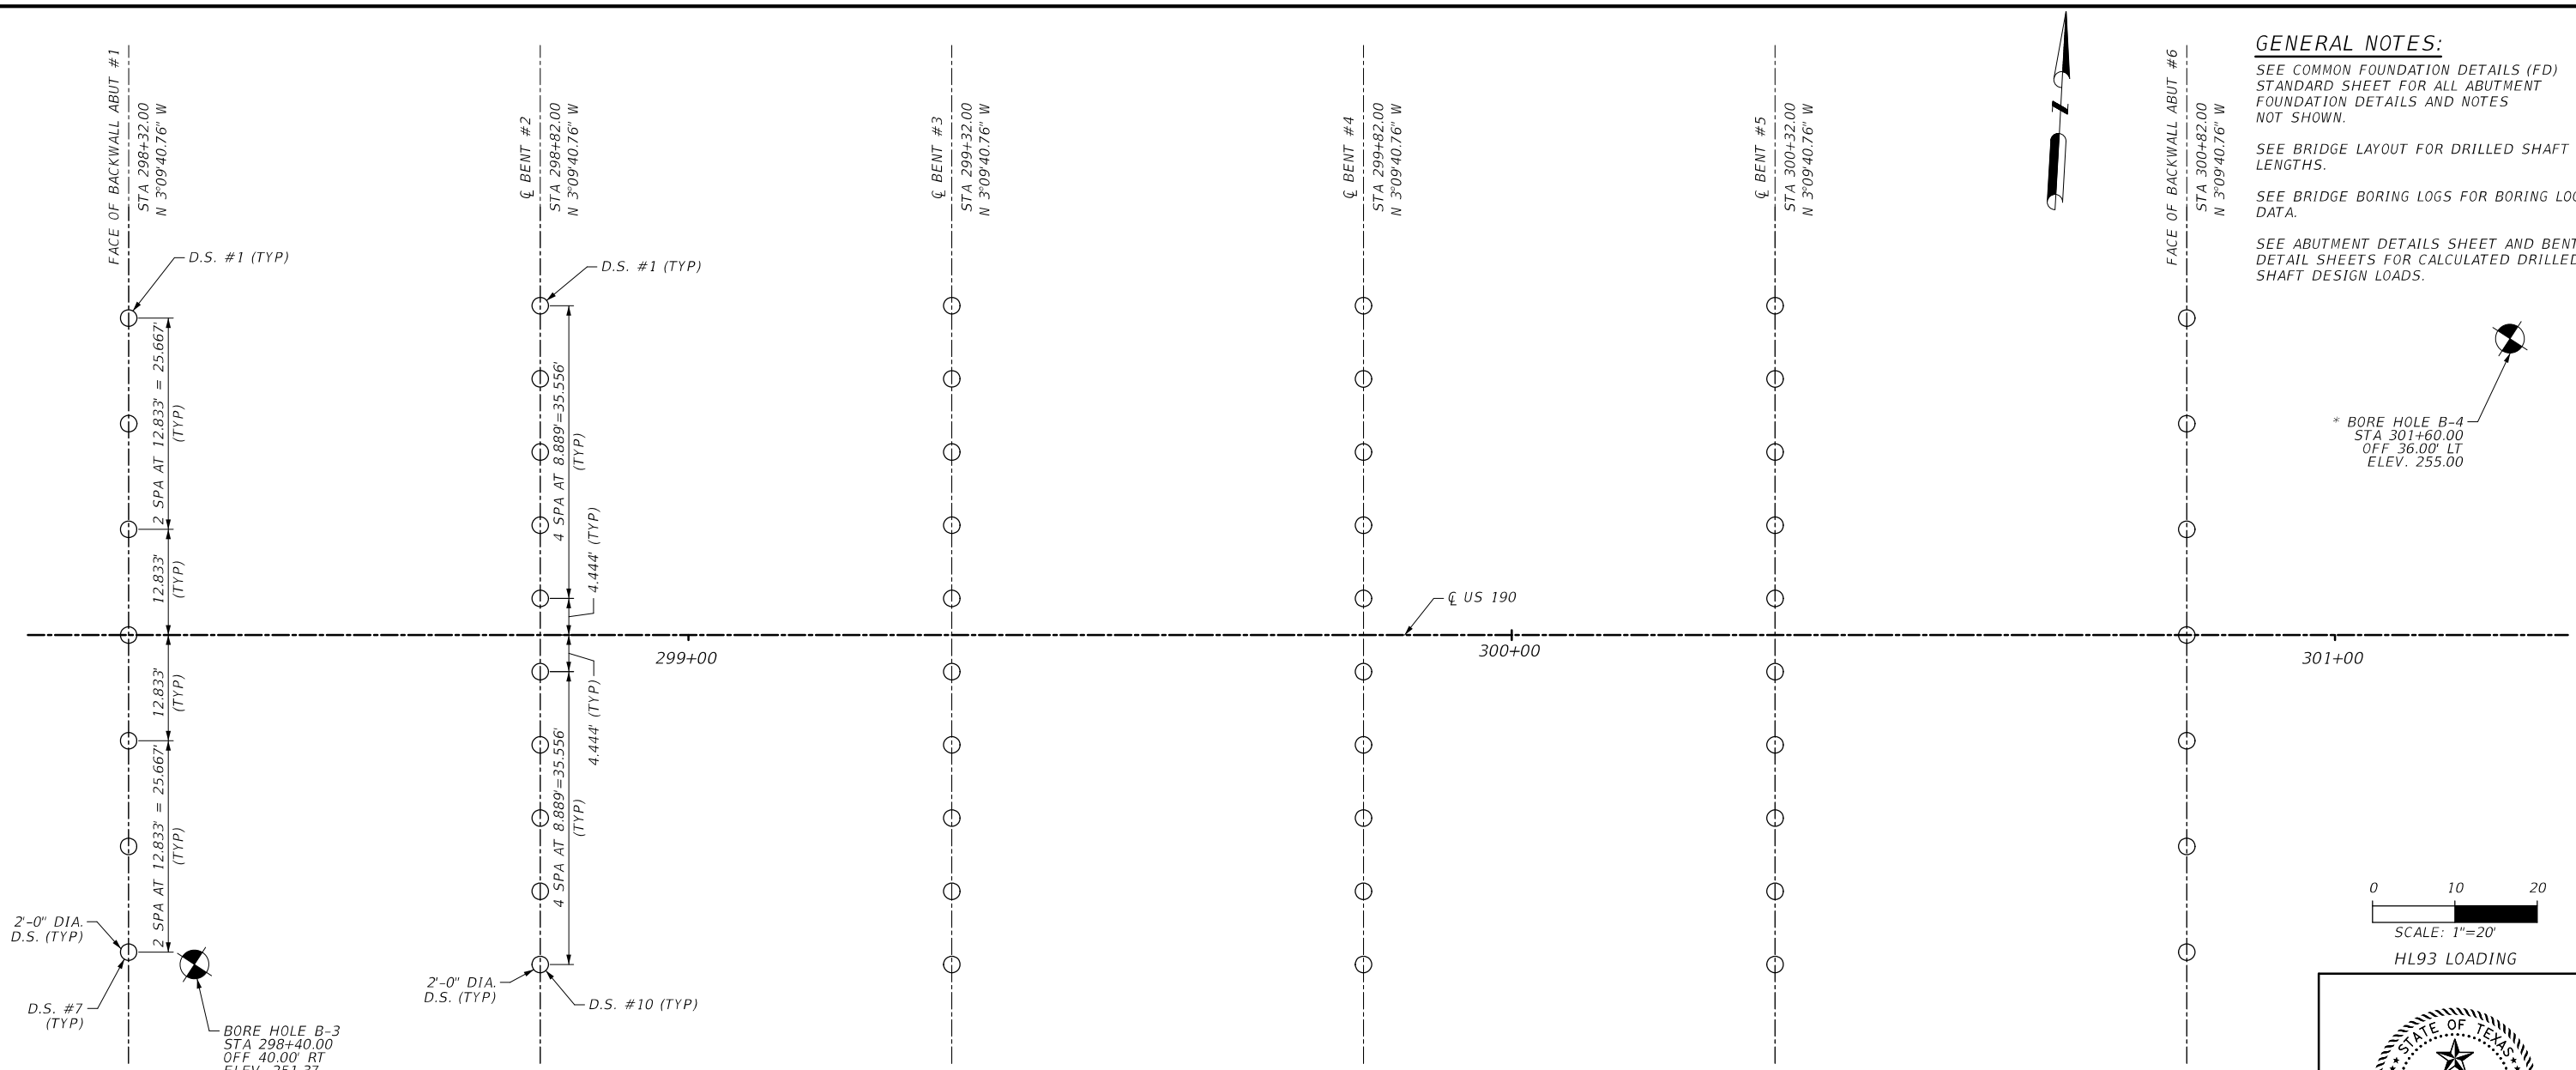 FACE OF BACKWALL ABUT #1
STA 298+32.00
N 3°09'40.76" W
℄ BENT #2
STA 298+82.00
N 3°09'40.76" W
℄ BENT #3
STA 299+32.00
N 3°09'40.76" W
℄ BENT #4
STA 299+82.00
N 3°09'40.76" W
℄ BENT #5
STA 300+32.00
N 3°09'40.76" W
FACE OF BACKWALL ABUT #6
STA 300+82.00
N 3°09'40.76" W
GENERAL NOTES:
SEE COMMON FOUNDATION DETAILS (FD)
STANDARD SHEET FOR ALL ABUTMENT
FOUNDATION DETAILS AND NOTES
NOT SHOWN.
SEE BRIDGE LAYOUT FOR DRILLED SHAFT
LENGTHS.
SEE BRIDGE BORING LOGS FOR BORING LOG
DATA.
SEE ABUTMENT DETAILS SHEET AND BENT
DETAIL SHEETS FOR CALCULATED DRILLED
SHAFT DESIGN LOADS.
D.S. #1 (TYP)
D.S. #1 (TYP)
2 SPA AT 12.833' = 25.667'
(TYP)
12.833'
(TYP)
12.833'
(TYP)
2 SPA AT 12.833' = 25.667'
(TYP)
4 SPA AT 8.889'=35.556'
(TYP)
4.444' (TYP)
4.444' (TYP)
4 SPA AT 8.889'=35.556'
(TYP)
* BORE HOLE B-4
STA 301+60.00
OFF 36.00' LT
ELEV. 255.00
℄ US 190
299+00
300+00
301+00
2'-0" DIA.
D.S. (TYP)
D.S. #7
(TYP)
BORE HOLE B-3
STA 298+40.00
OFF 40.00' RT
ELEV. 251.37
2'-0" DIA.
D.S. (TYP)
D.S. #10 (TYP)
0 10 20
SCALE: 1"=20'
HL93 LOADING
STATE OF TEXAS